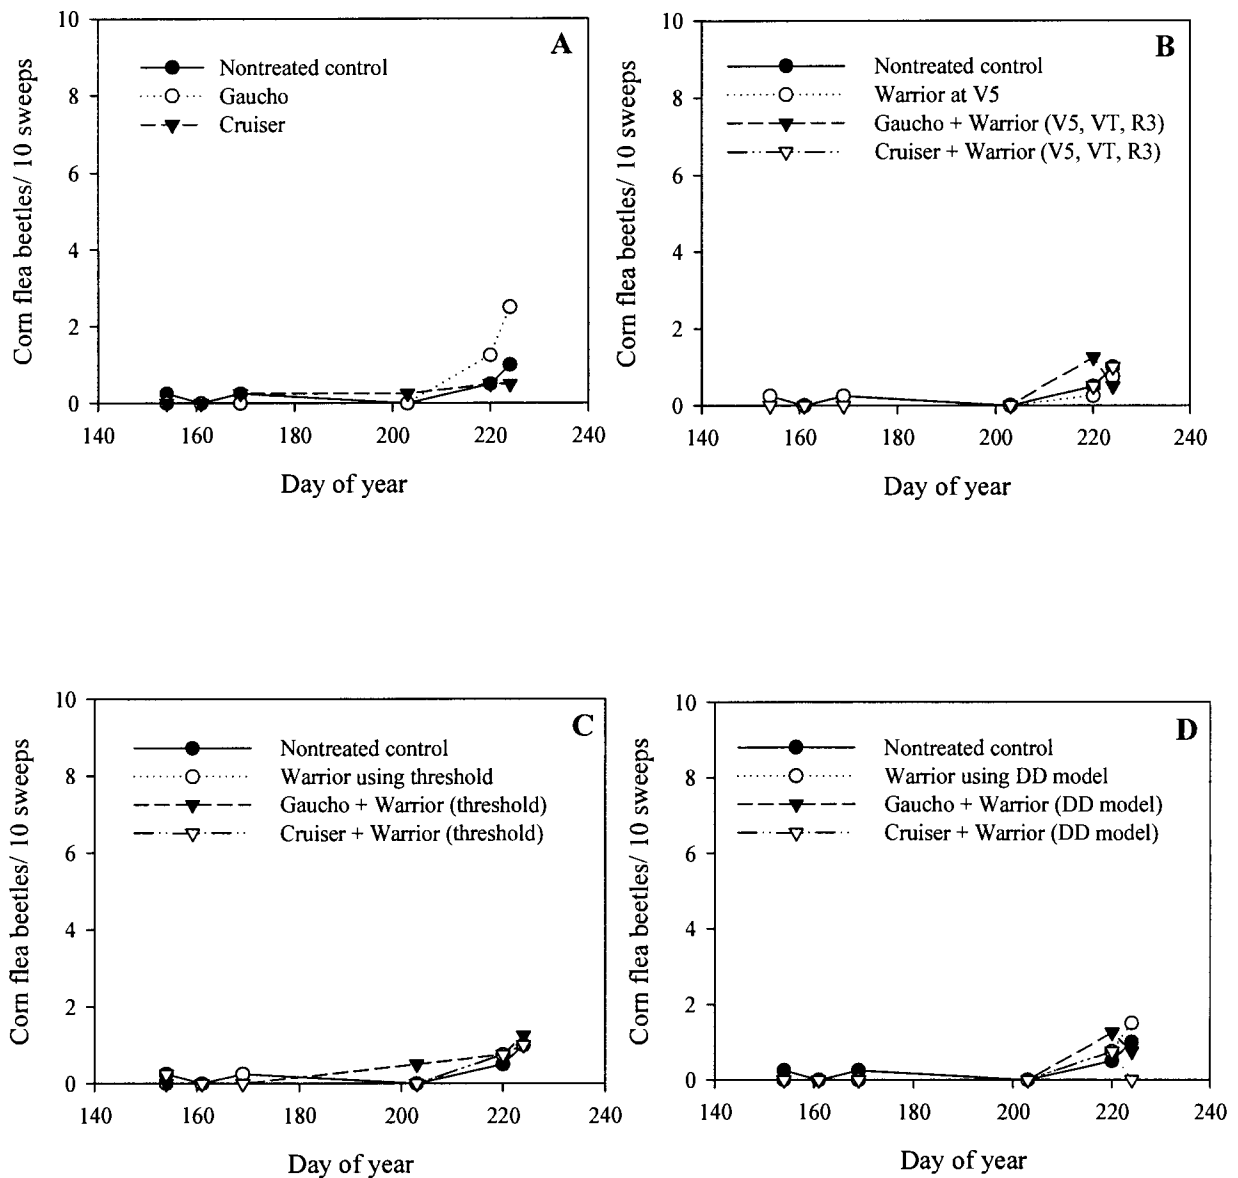 A
Corn flea beetles/ 10 sweeps
10
8
6
4
2
0
Nontreated control
Gaucho
Cruiser
140 160 180 200 220 240
Day of year
B
Corn flea beetles/ 10 sweeps
10
8
6
4
2
0
Nontreated control
Warrior at V5
Gaucho + Warrior (V5, VT, R3)
Cruiser + Warrior (V5, VT, R3)
140 160 180 200 220 240
Day of year
C
Corn flea beetles/ 10 sweeps
10
8
6
4
2
0
Nontreated control
Warrior using threshold
Gaucho + Warrior (threshold)
Cruiser + Warrior (threshold)
140 160 180 200 220 240
Day of year
D
Corn flea beetles/ 10 sweeps
10
8
6
4
2
0
Nontreated control
Warrior using DD model
Gaucho + Warrior (DD model)
Cruiser + Warrior (DD model)
140 160 180 200 220 240
Day of year